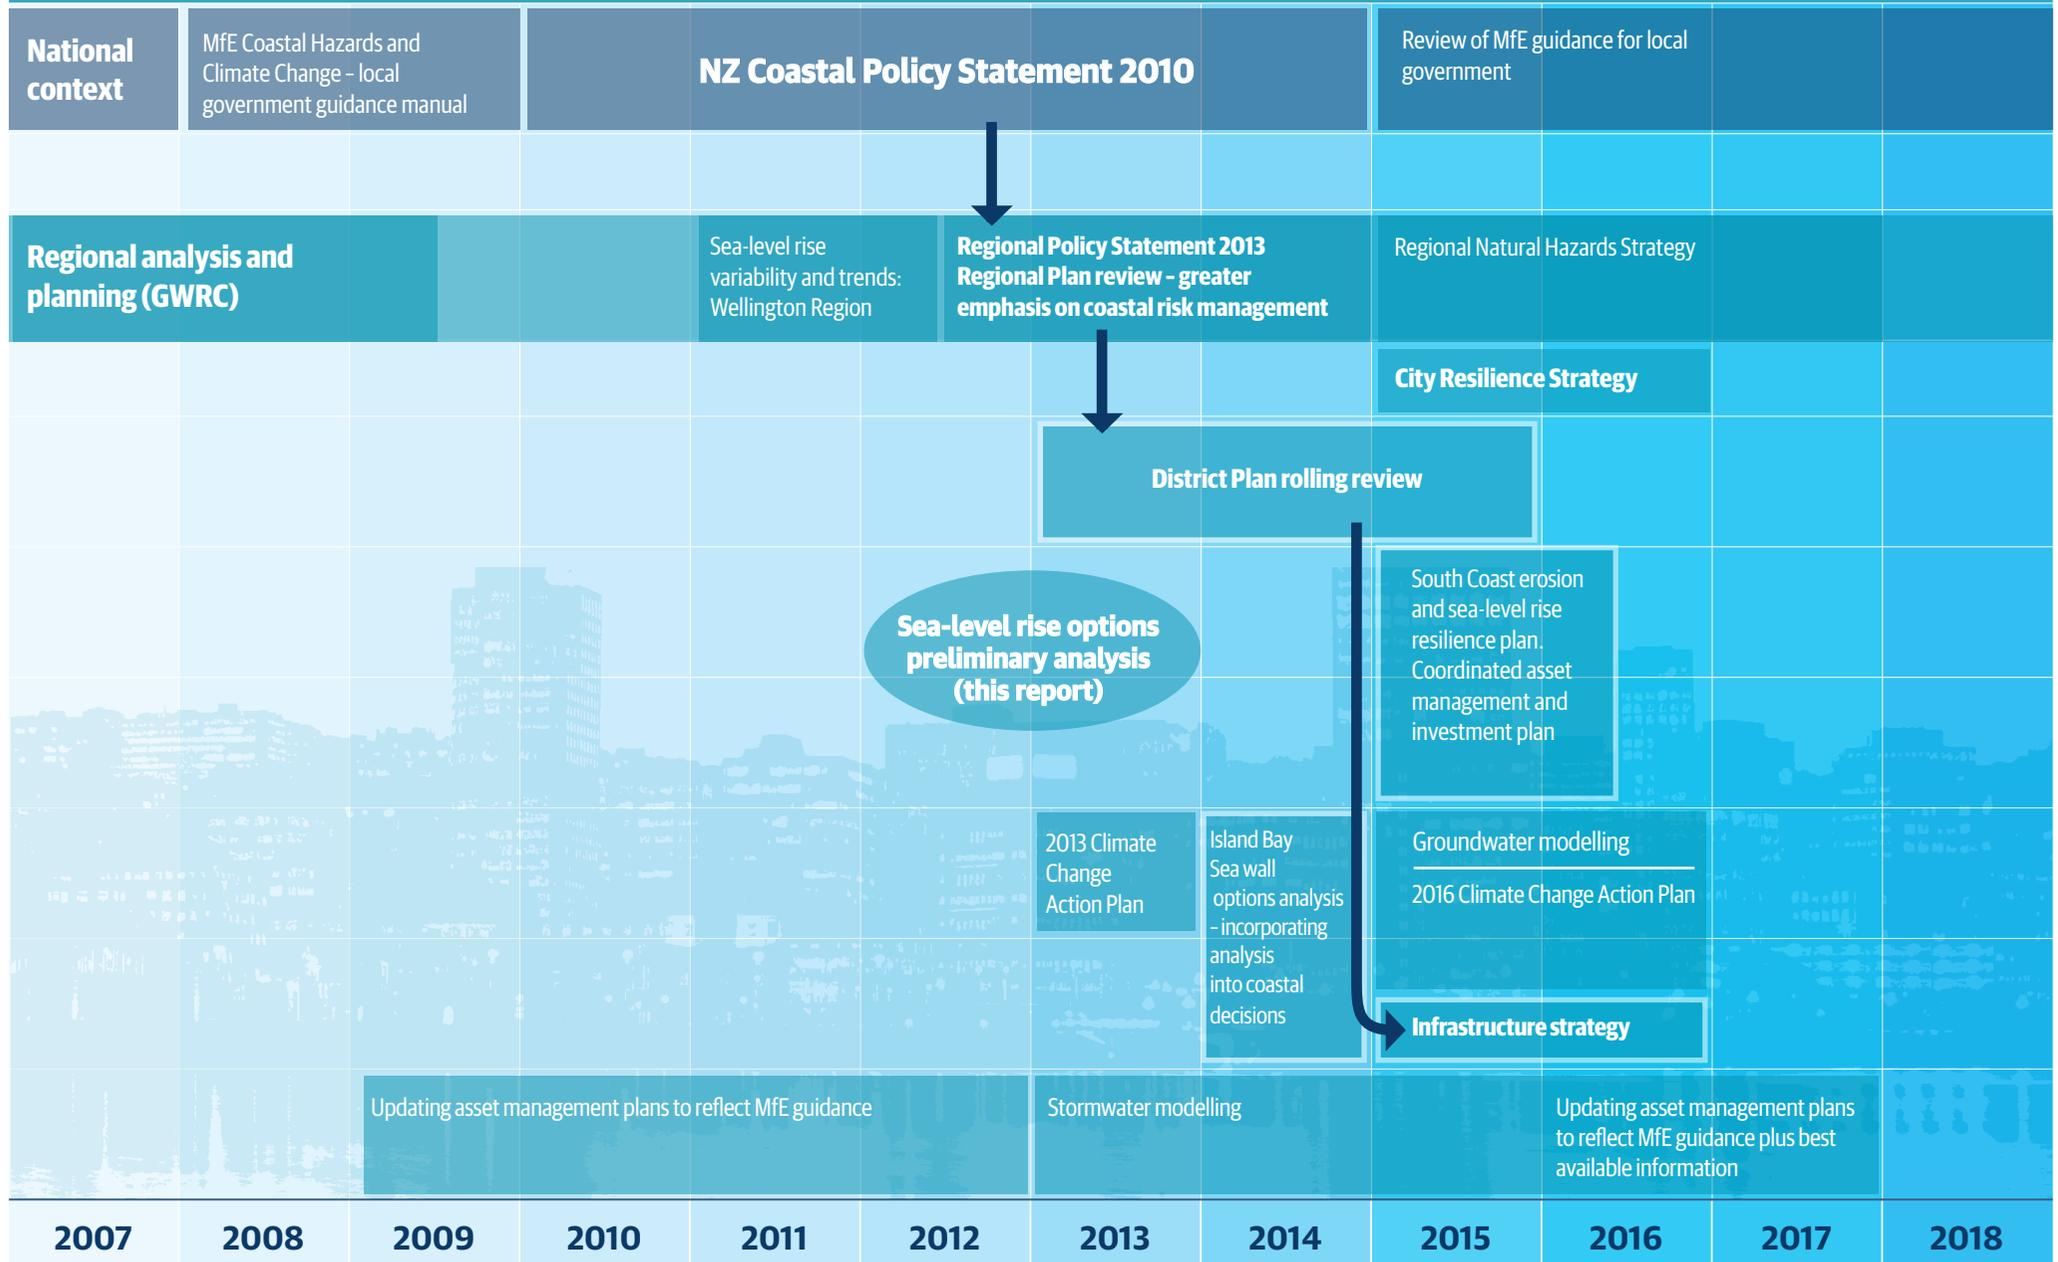 National
context
MfE Coastal Hazards and
Climate Change – local
government guidance manual
NZ Coastal Policy Statement 2010
Review of MfE guidance for local
government
Regional analysis and
planning (GWRC)
Sea-level rise
variability and trends:
Wellington Region
Regional Policy Statement 2013
Regional Plan review – greater
emphasis on coastal risk management
Regional Natural Hazards Strategy
City Resilience Strategy
District Plan rolling review
Sea-level rise options
preliminary analysis
(this report)
South Coast erosion
and sea-level rise
resilience plan.
Coordinated asset
management and
investment plan
2013 Climate
Change
Action Plan
Island Bay
Sea wall
options analysis
– incorporating
analysis
into coastal
decisions
Groundwater modelling
2016 Climate Change Action Plan
Infrastructure strategy
Updating asset management plans to reflect MfE guidance
Stormwater modelling
Updating asset management plans
to reflect MfE guidance plus best
available information
2007 2008 2009 2010 2011 2012 2013 2014 2015 2016 2017 2018